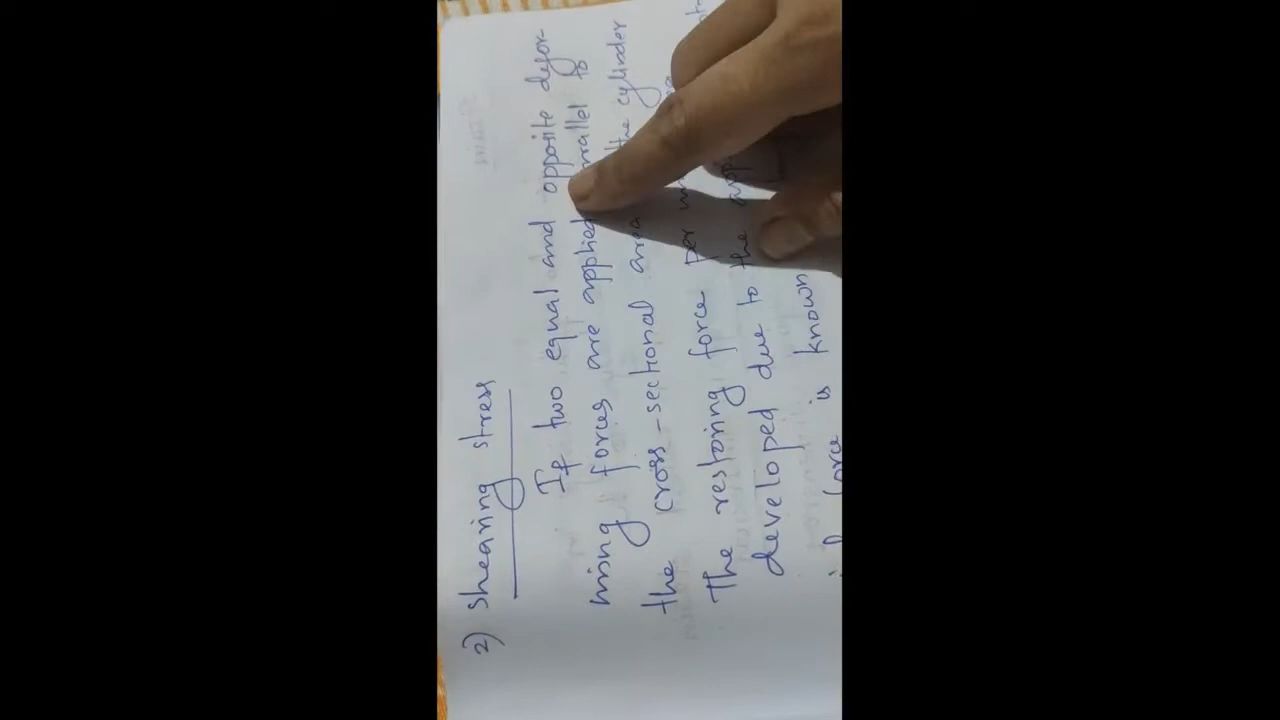 2) Shearing stress
If two equal and opposite defor-
ming forces are applied to
the cross-sectional area the cylinder
The restoring force per
developed due to the
force is known